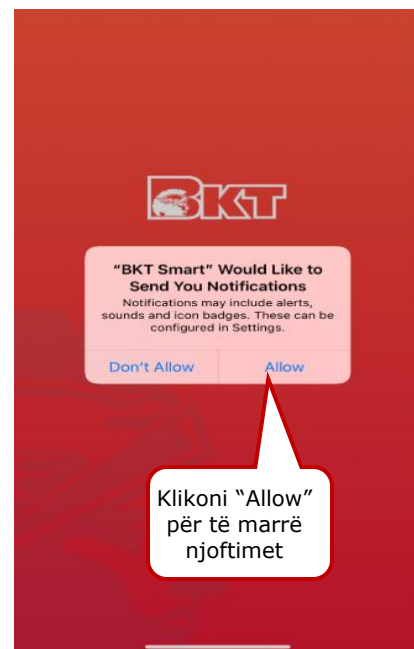 BKT
“BKT Smart” Would Like to
Send You Notifications
Notifications may include alerts,
sounds and icon badges. These can be
configured in Settings.
Don’t Allow
Allow
Klikoni “Allow”
për të marrë
njoftimet